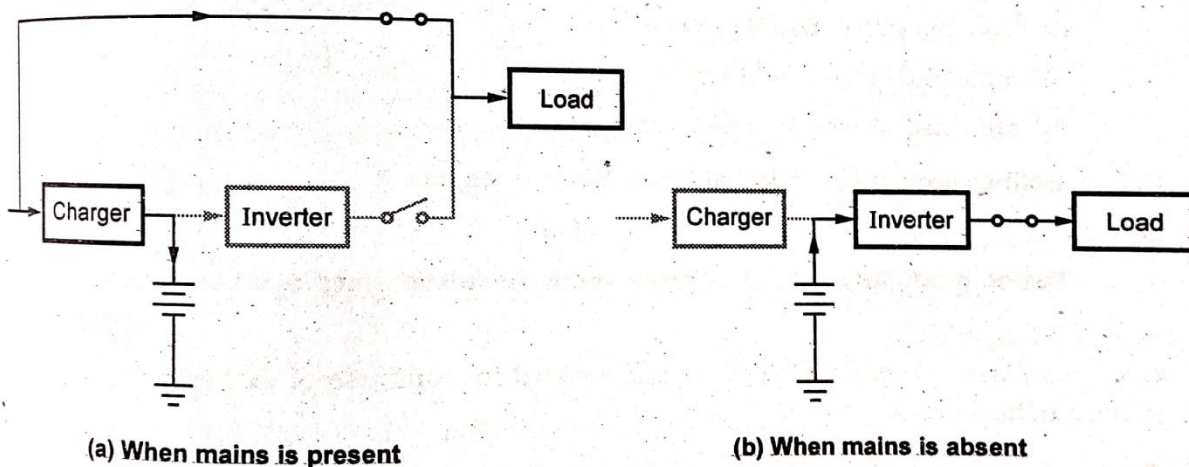 Load
Charger
Inverter
Charger
Inverter
Load
(a) When mains is present
(b) When mains is absent